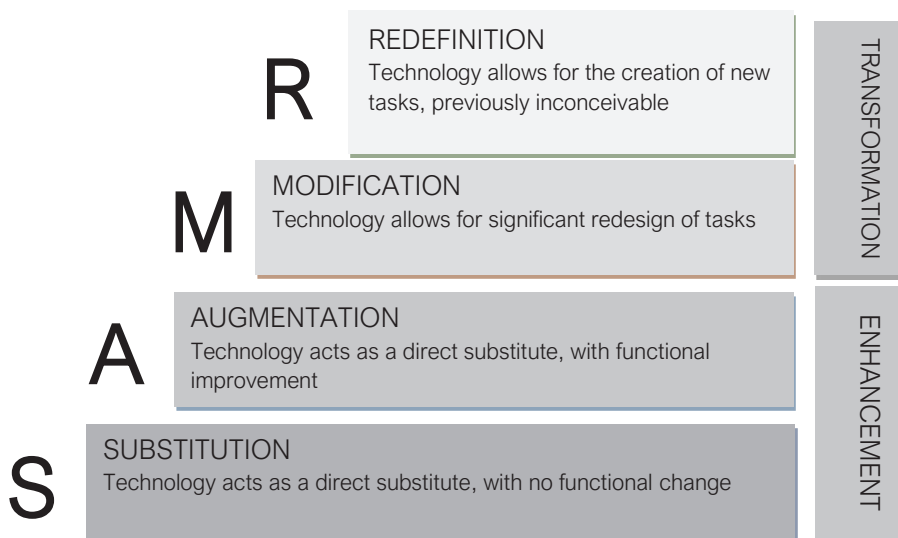 R
REDEFINITION
Technology allows for the creation of new
tasks, previously inconceivable
M
MODIFICATION
Technology allows for significant redesign of tasks
TRANSFORMATION
A
AUGMENTATION
Technology acts as a direct substitute, with functional
improvement
S
SUBSTITUTION
Technology acts as a direct substitute, with no functional change
ENHANCEMENT